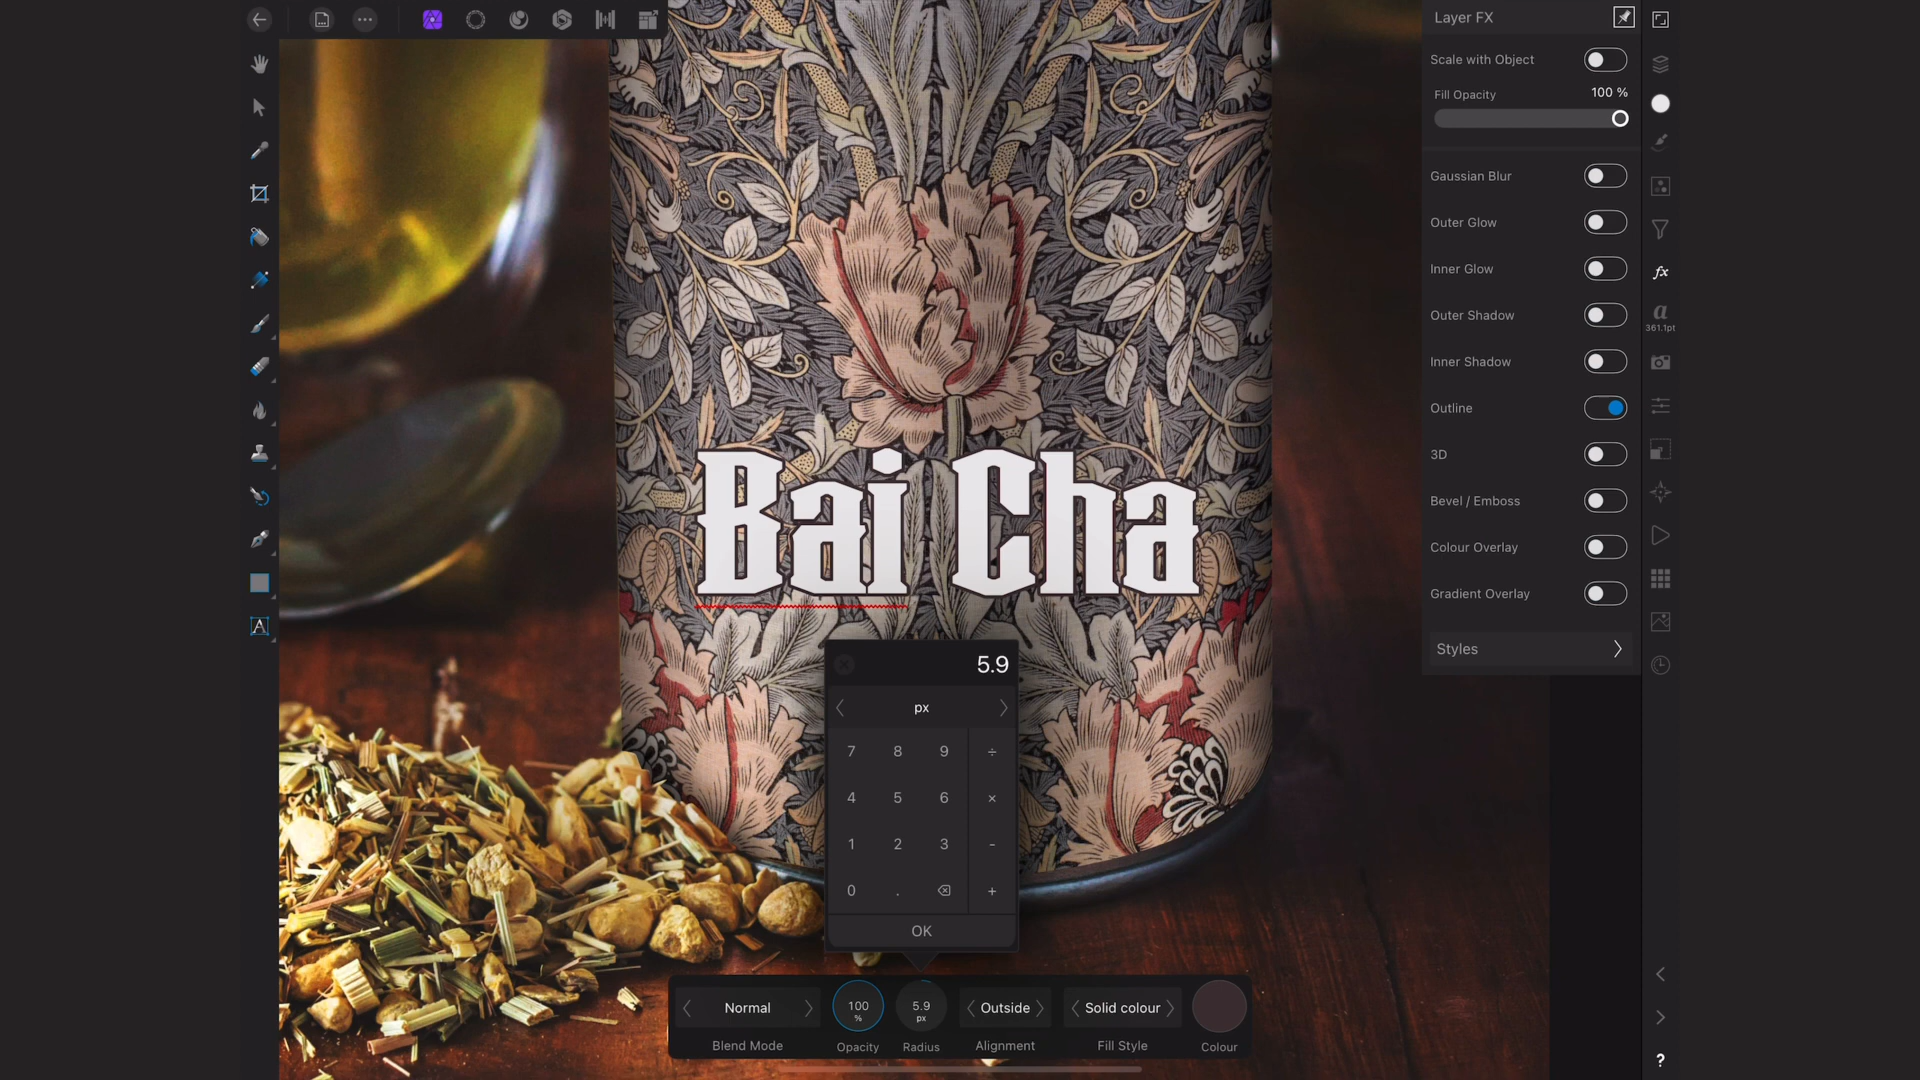 Layer FX
Scale with Object
Fill Opacity 100 %
Gaussian Blur
Outer Glow
Inner Glow
Outer Shadow
Inner Shadow
Outline
3D
Bevel / Emboss
Colour Overlay
Gradient Overlay
Styles
fx
a
361.1pt
A
Bai Cha
5.9
px
7 8 9 ÷
4 5 6 ×
1 2 3 -
0 . +
OK
Normal
100 %
5.9 px
Outside
Solid colour
Blend Mode
Opacity
Radius
Alignment
Fill Style
Colour
?